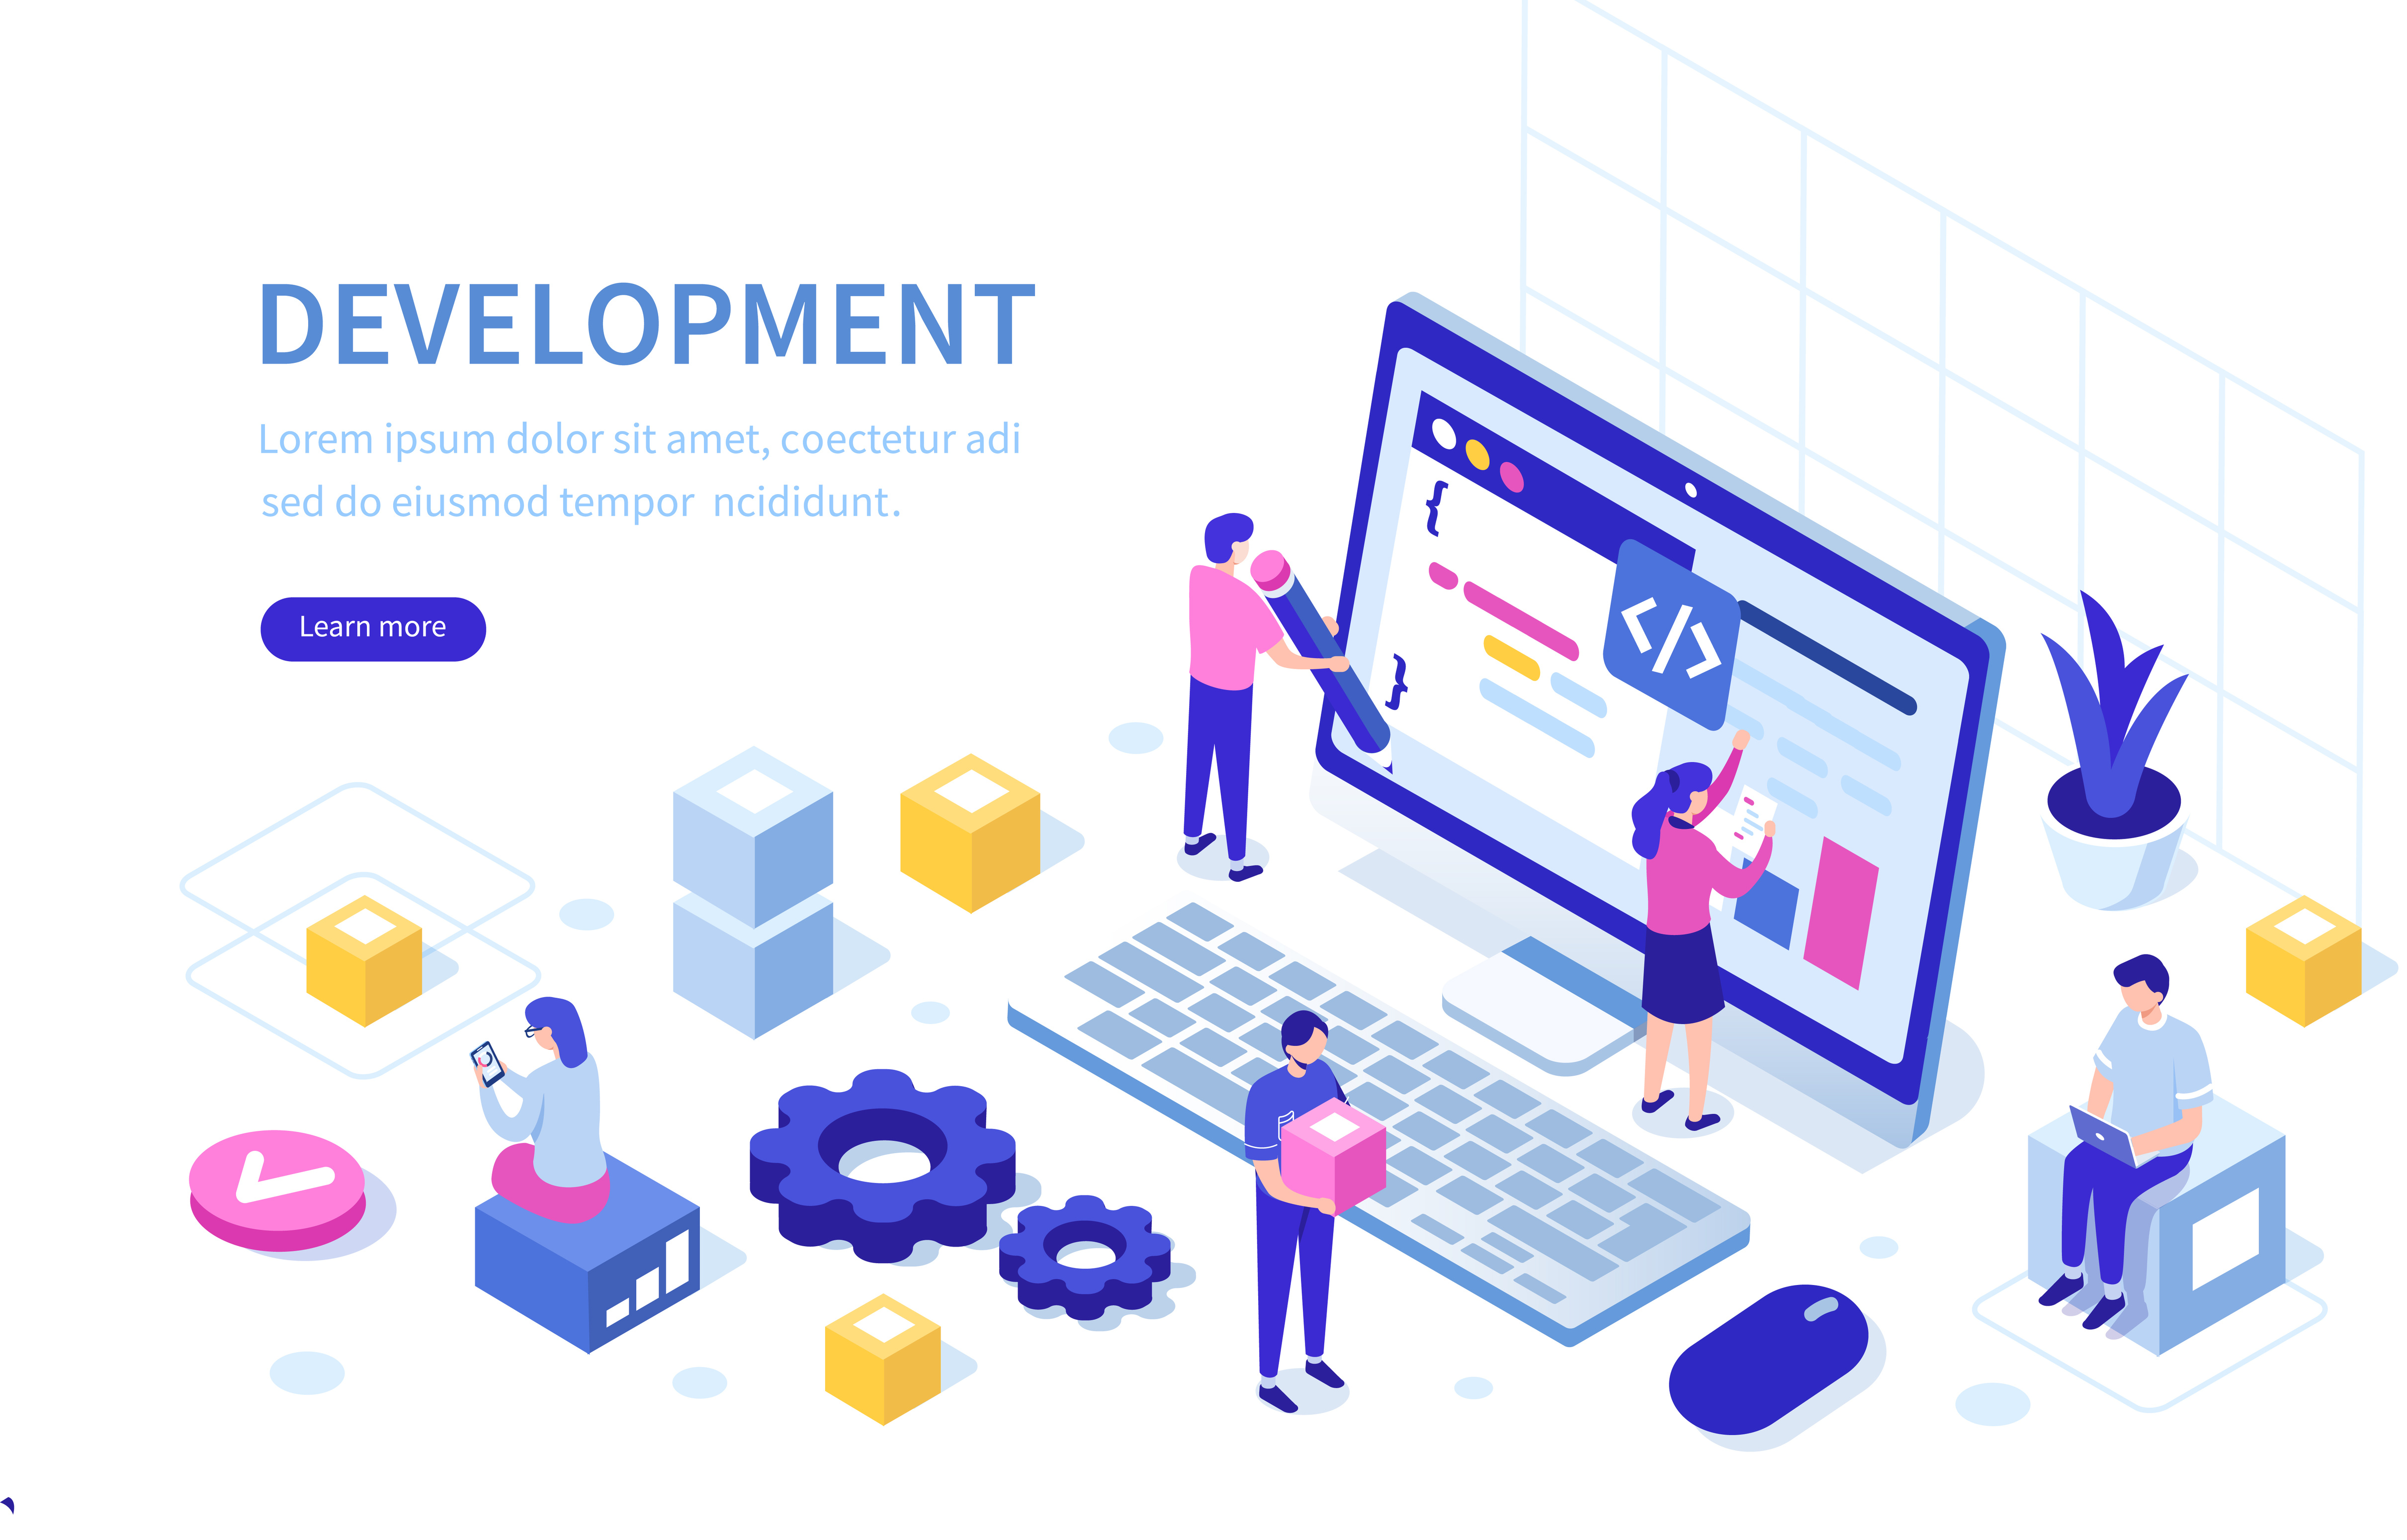 DEVELOPMENT
Lorem ipsum dolor sit amet, coectetur adi
sed do eiusmod tempor  ncididunt.
Learn more
{
</>
}